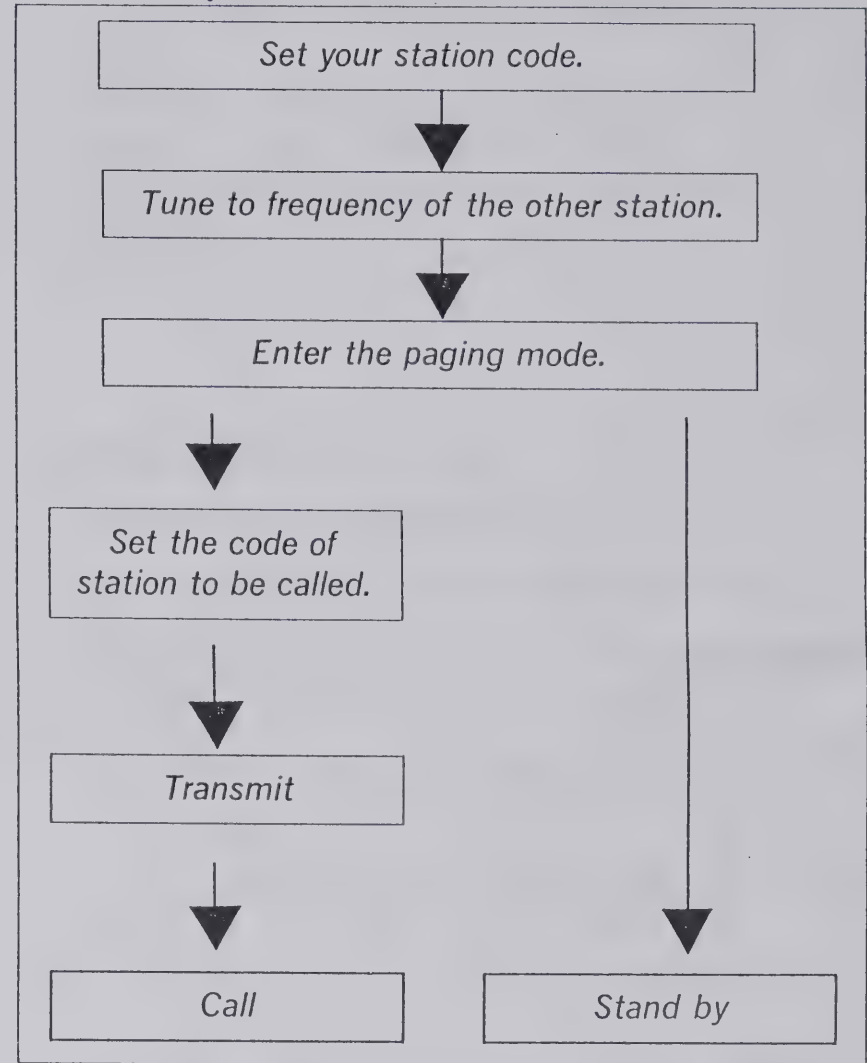 Set your station code.
Tune to frequency of the other station.
Enter the paging mode.
Set the code of
station to be called.
Transmit
Call
Stand by